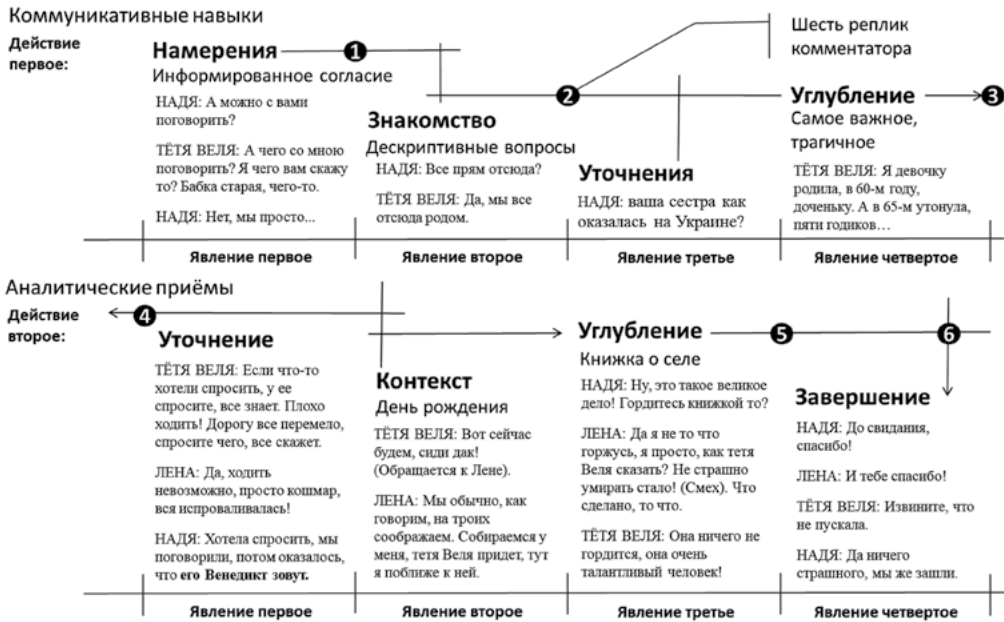 Коммуникативные навыки
Действие
первое:
Намерения
1
Информированное согласие
НАДЯ: А можно с вами
поговорить?
ТЁТЯ ВЕЛЯ: А чего со мною
поговорить? Я чего вам скажу
то? Бабка старая, чего-то.
НАДЯ: Нет, мы просто...
2
Знакомство
Дескриптивные вопросы
НАДЯ: Все прям отсюда?
ТЁТЯ ВЕЛЯ: Да, мы все
отсюда родом.
Шесть реплик
комментатора
Уточнения
НАДЯ: ваша сестра как
оказалась на Украине?
Углубление
3
Самое важное,
трагичное
ТЁТЯ ВЕЛЯ: Я девочку
родила, в 60-м году,
доченьку. А в 65-м утонула,
пяти годиков…
Явление первое
Явление второе
Явление третье
Явление четвертое
Аналитические приёмы
Действие
второе:
4
Уточнение
ТЁТЯ ВЕЛЯ: Если что-то
хотели спросить, у ее
спросите, все знает. Плохо
ходить! Дорогу все перемело,
спросите чего, все скажет.
ЛЕНА: Да, ходить
невозможно, просто кошмар,
вся испроваливалась!
НАДЯ: Хотела спросить, мы
поговорили, потом оказалось,
что его Венедикт зовут.
Контекст
День рождения
ТЁТЯ ВЕЛЯ: Вот сейчас
будем, сиди дак!
(Обращается к Лене).
ЛЕНА: Мы обычно, как
говорим, на троих
соображаем. Собираемся у
меня, тетя Веля придет, тут
я поближе к ней.
Углубление
5
Книжка о селе
НАДЯ: Ну, это такое великое
дело! Гордитесь книжкой то?
ЛЕНА: Да я не то что
горжусь, я просто, как тетя
Веля сказать? Не страшно
умирать стало! (Смех). Что
сделано, то что.
ТЁТЯ ВЕЛЯ: Она ничего не
гордится, она очень
талантливый человек!
6
Завершение
НАДЯ: До свидания,
спасибо!
ЛЕНА: И тебе спасибо!
ТЁТЯ ВЕЛЯ: Извините, что
не пускала.
НАДЯ: Да ничего
страшного, мы же зашли.
Явление первое
Явление второе
Явление третье
Явление четвертое